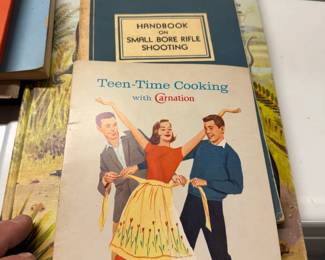 HANDBOOK
ON
SMALL BORE RIFLE
SHOOTING
Teen-Time Cooking
with Carnation